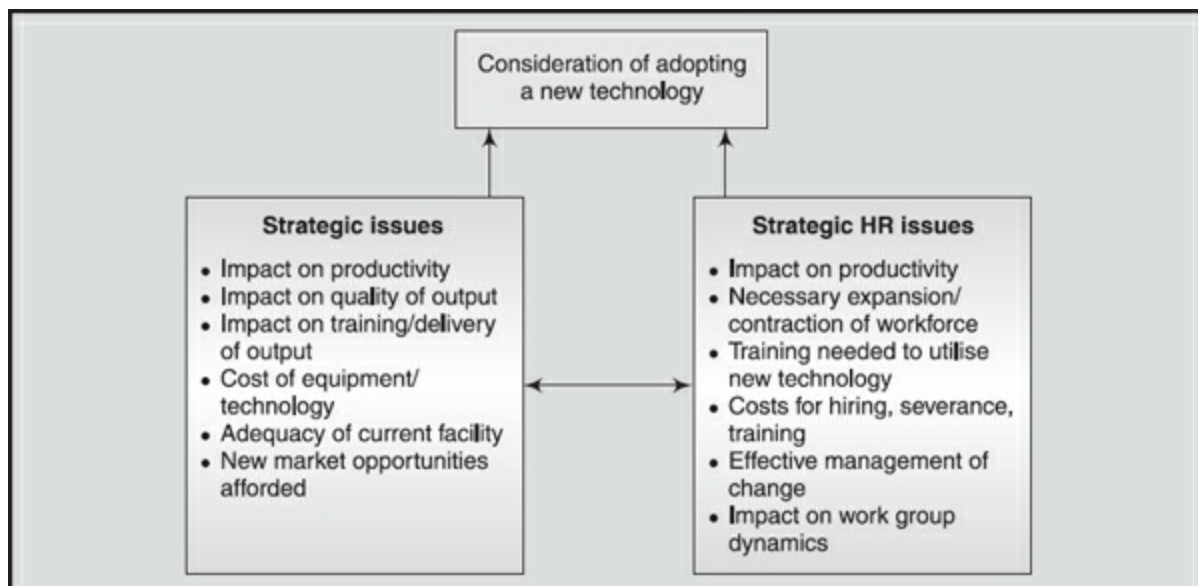 Consideration of adopting
a new technology
Strategic issues
• Impact on productivity
• Impact on quality of output
• Impact on training/delivery
of output
• Cost of equipment/
technology
• Adequacy of current facility
• New market opportunities
afforded
Strategic HR issues
• Impact on productivity
• Necessary expansion/
contraction of workforce
• Training needed to utilise
new technology
• Costs for hiring, severance,
training
• Effective management of
change
• Impact on work group
dynamics